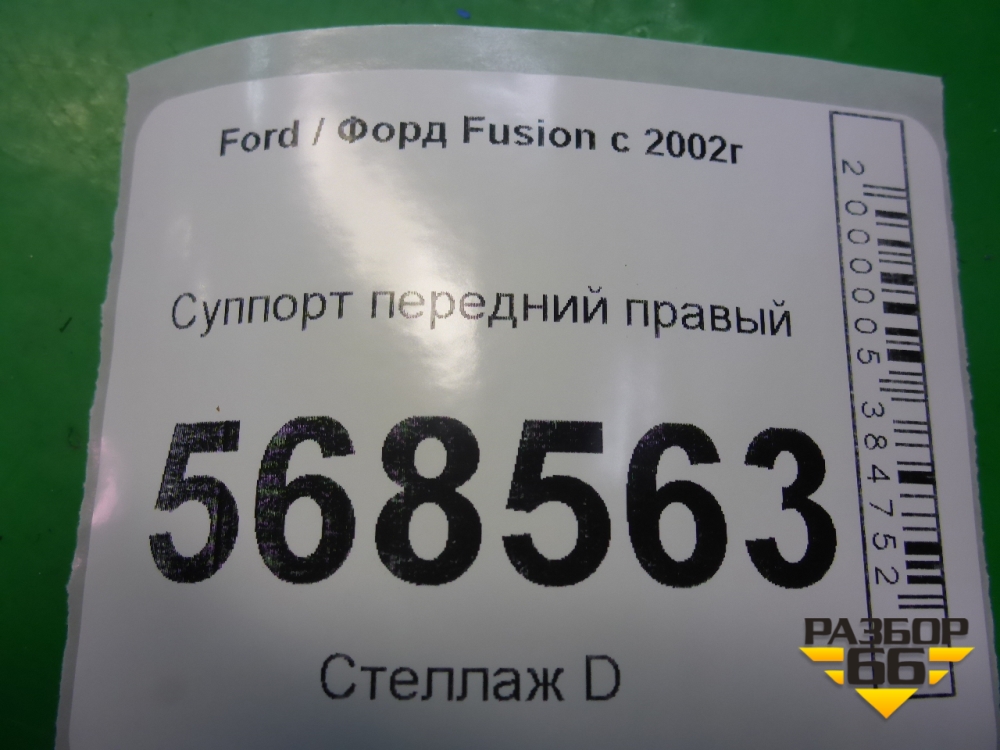 Ford / Форд Fusion с 2002г
Суппорт передний правый
568563
Стеллаж D
2000005384752
РАЗБОР
66